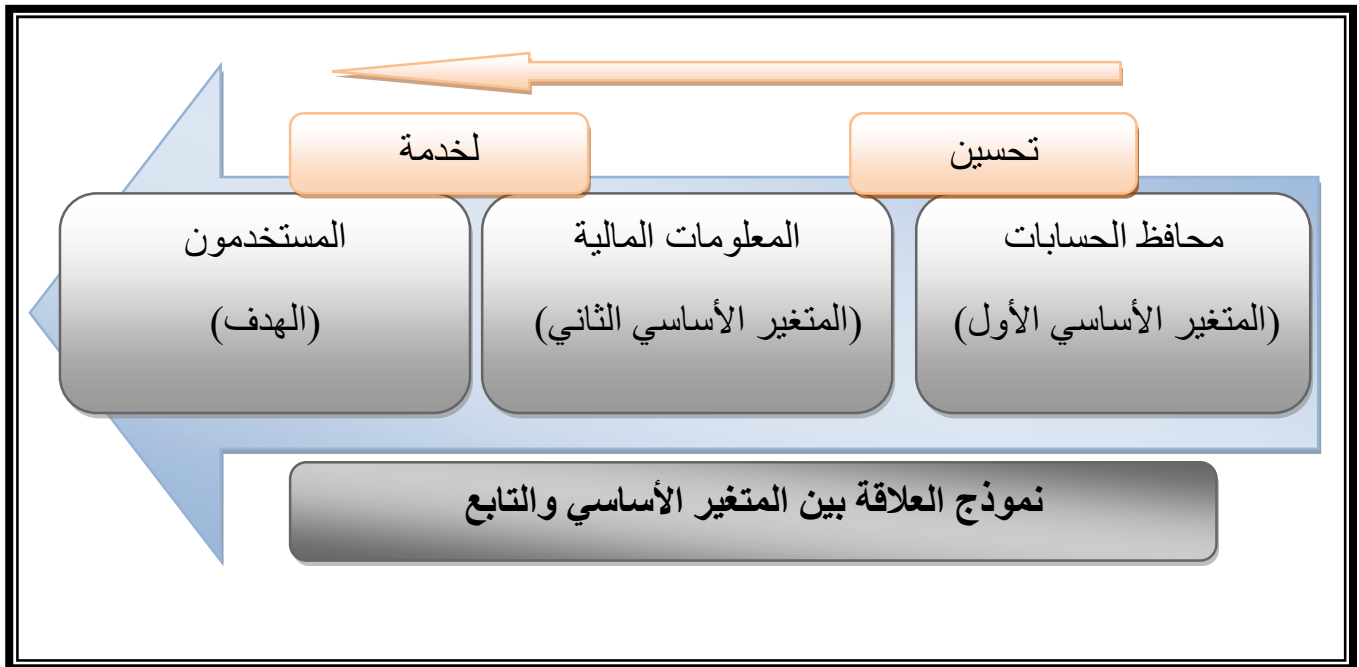 تحسين
لخدمة
محافظ الحسابات
(المتغير الأساسي الأول)
المعلومات المالية
(المتغير الأساسي الثاني)
المستخدمون
(الهدف)
نموذج العلاقة بين المتغير الأساسي والتابع